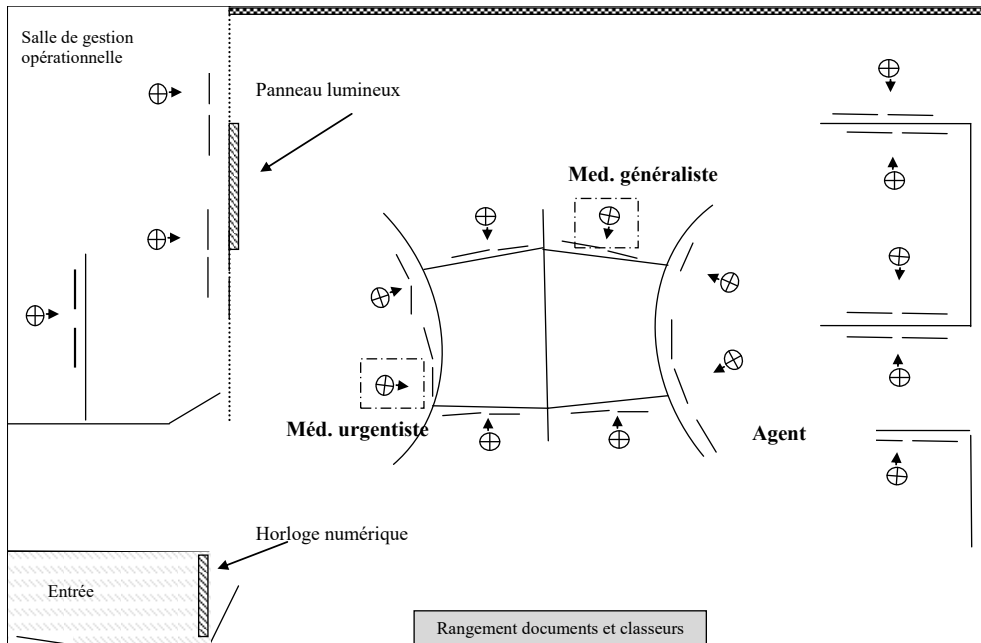 Salle de gestion
opérationnelle
Panneau lumineux
Med. généraliste
Méd. urgentiste
Agent
Horloge numérique
Entrée
Rangement documents et classeurs